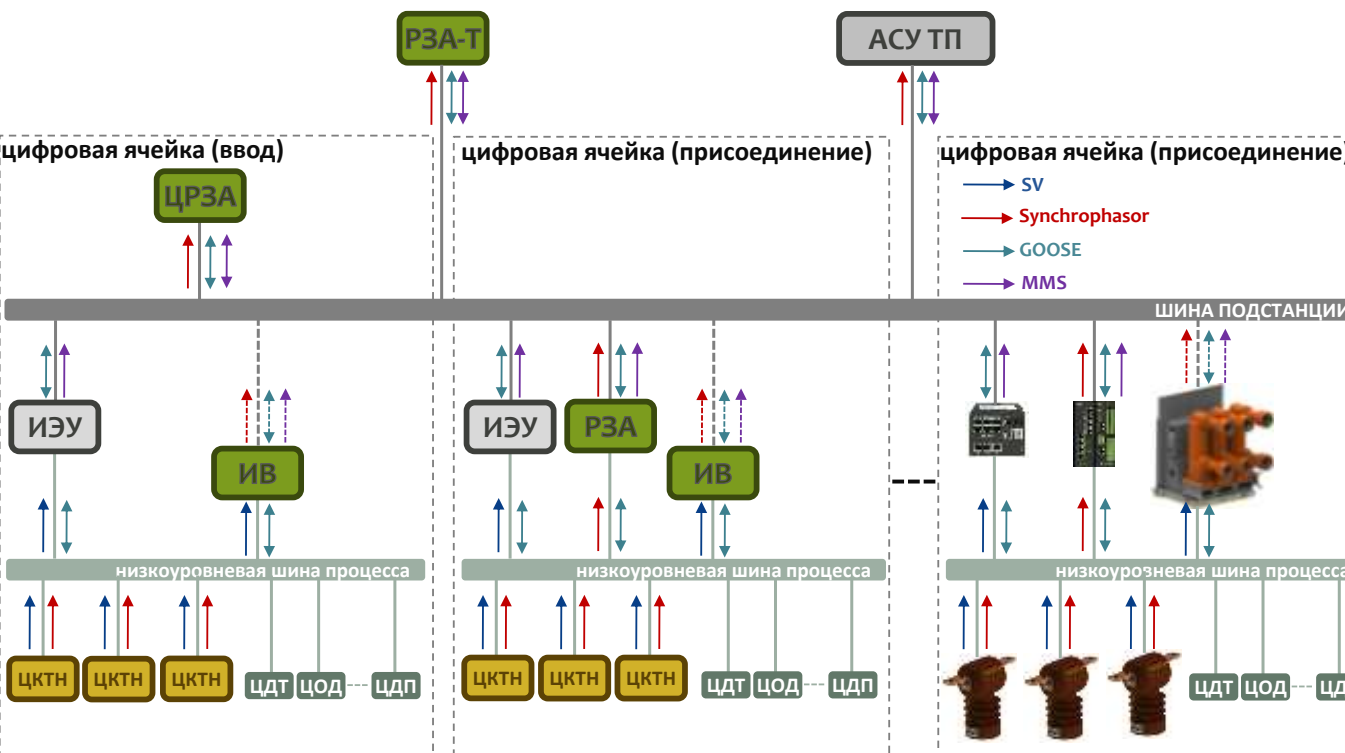 РЗА-Т
АСУ ТП
цифровая ячейка (ввод)
цифровая ячейка (присоединение)
цифровая ячейка (присоединение)
ЦРЗА
SV
Synchrophasor
GOOSE
MMS
ШИНА ПОДСТАНЦИИ
ИЭУ
ИВ
ИЭУ
РЗА
ИВ
низкоуровневая шина процесса
низкоуровневая шина процесса
низкоуровневая шина процесса
ЦКТН
ЦКТН
ЦКТН
ЦДТ
ЦОД
ЦДП
ЦКТН
ЦКТН
ЦКТН
ЦДТ
ЦОД
ЦДП
ЦДТ
ЦОД